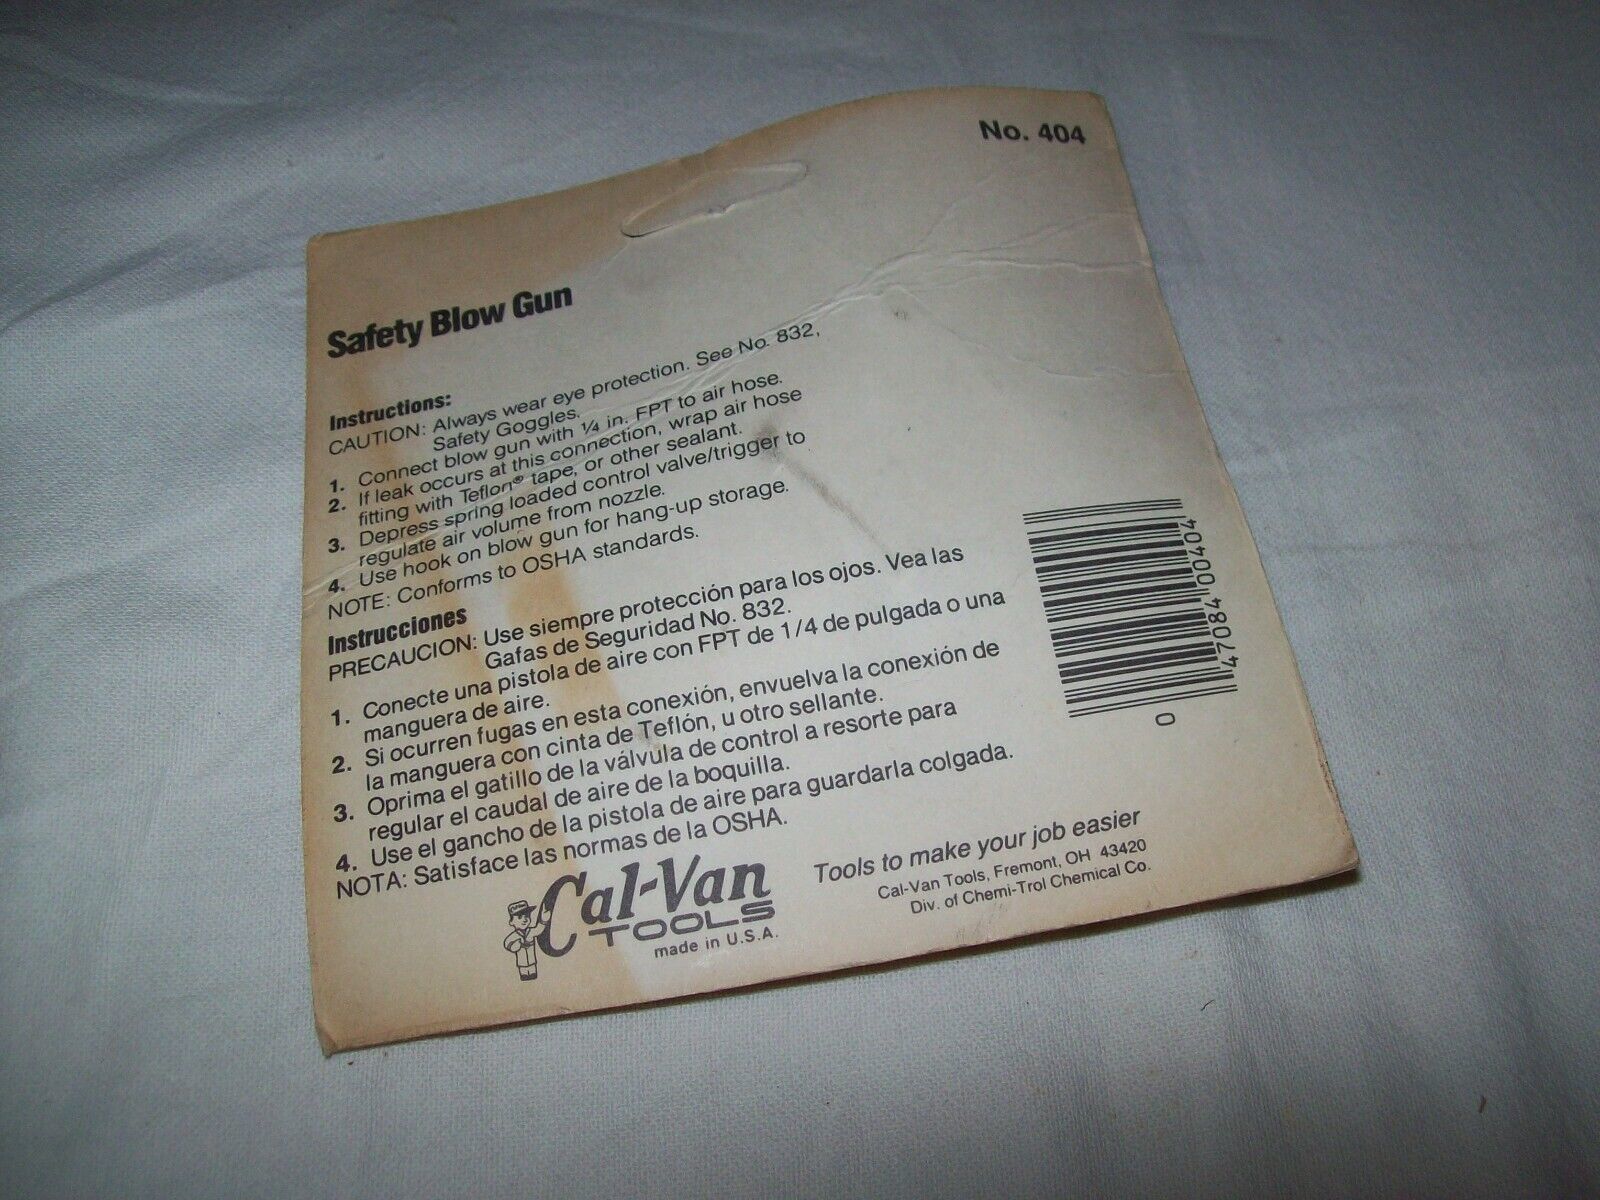 No. 404
Safety Blow Gun
Instructions:
CAUTION: Always wear eye protection. See No. 832,
Safety Goggles.
1. Connect blow gun with 1/4 in. FPT to air hose.
2. If leak occurs at this connection, wrap air hose
fitting with Teflon® tape, or other sealant.
3. Depress spring loaded control valve/trigger to
regulate air volume from nozzle.
4. Use hook on blow gun for hang-up storage.
NOTE: Conforms to OSHA standards.
Instrucciones
PRECAUCION: Use siempre protección para los ojos. Vea las
Gafas de Seguridad No. 832.
1. Conecte una pistola de aire con FPT de 1/4 de pulgada o una
manguera de aire.
2. Si ocurren fugas en esta conexión, envuelva la conexión de
la manguera con cinta de Teflón, u otro sellante.
3. Oprima el gatillo de la válvula de control a resorte para
regular el caudal de aire de la boquilla.
4. Use el gancho de la pistola de aire para guardarla colgada.
NOTA: Satisface las normas de la OSHA.
Cal-Van
TOOLS
made in U.S.A.
Tools to make your job easier
Cal-Van Tools, Fremont, OH 43420
Div. of Chemi-Trol Chemical Co.
0 47084 00404